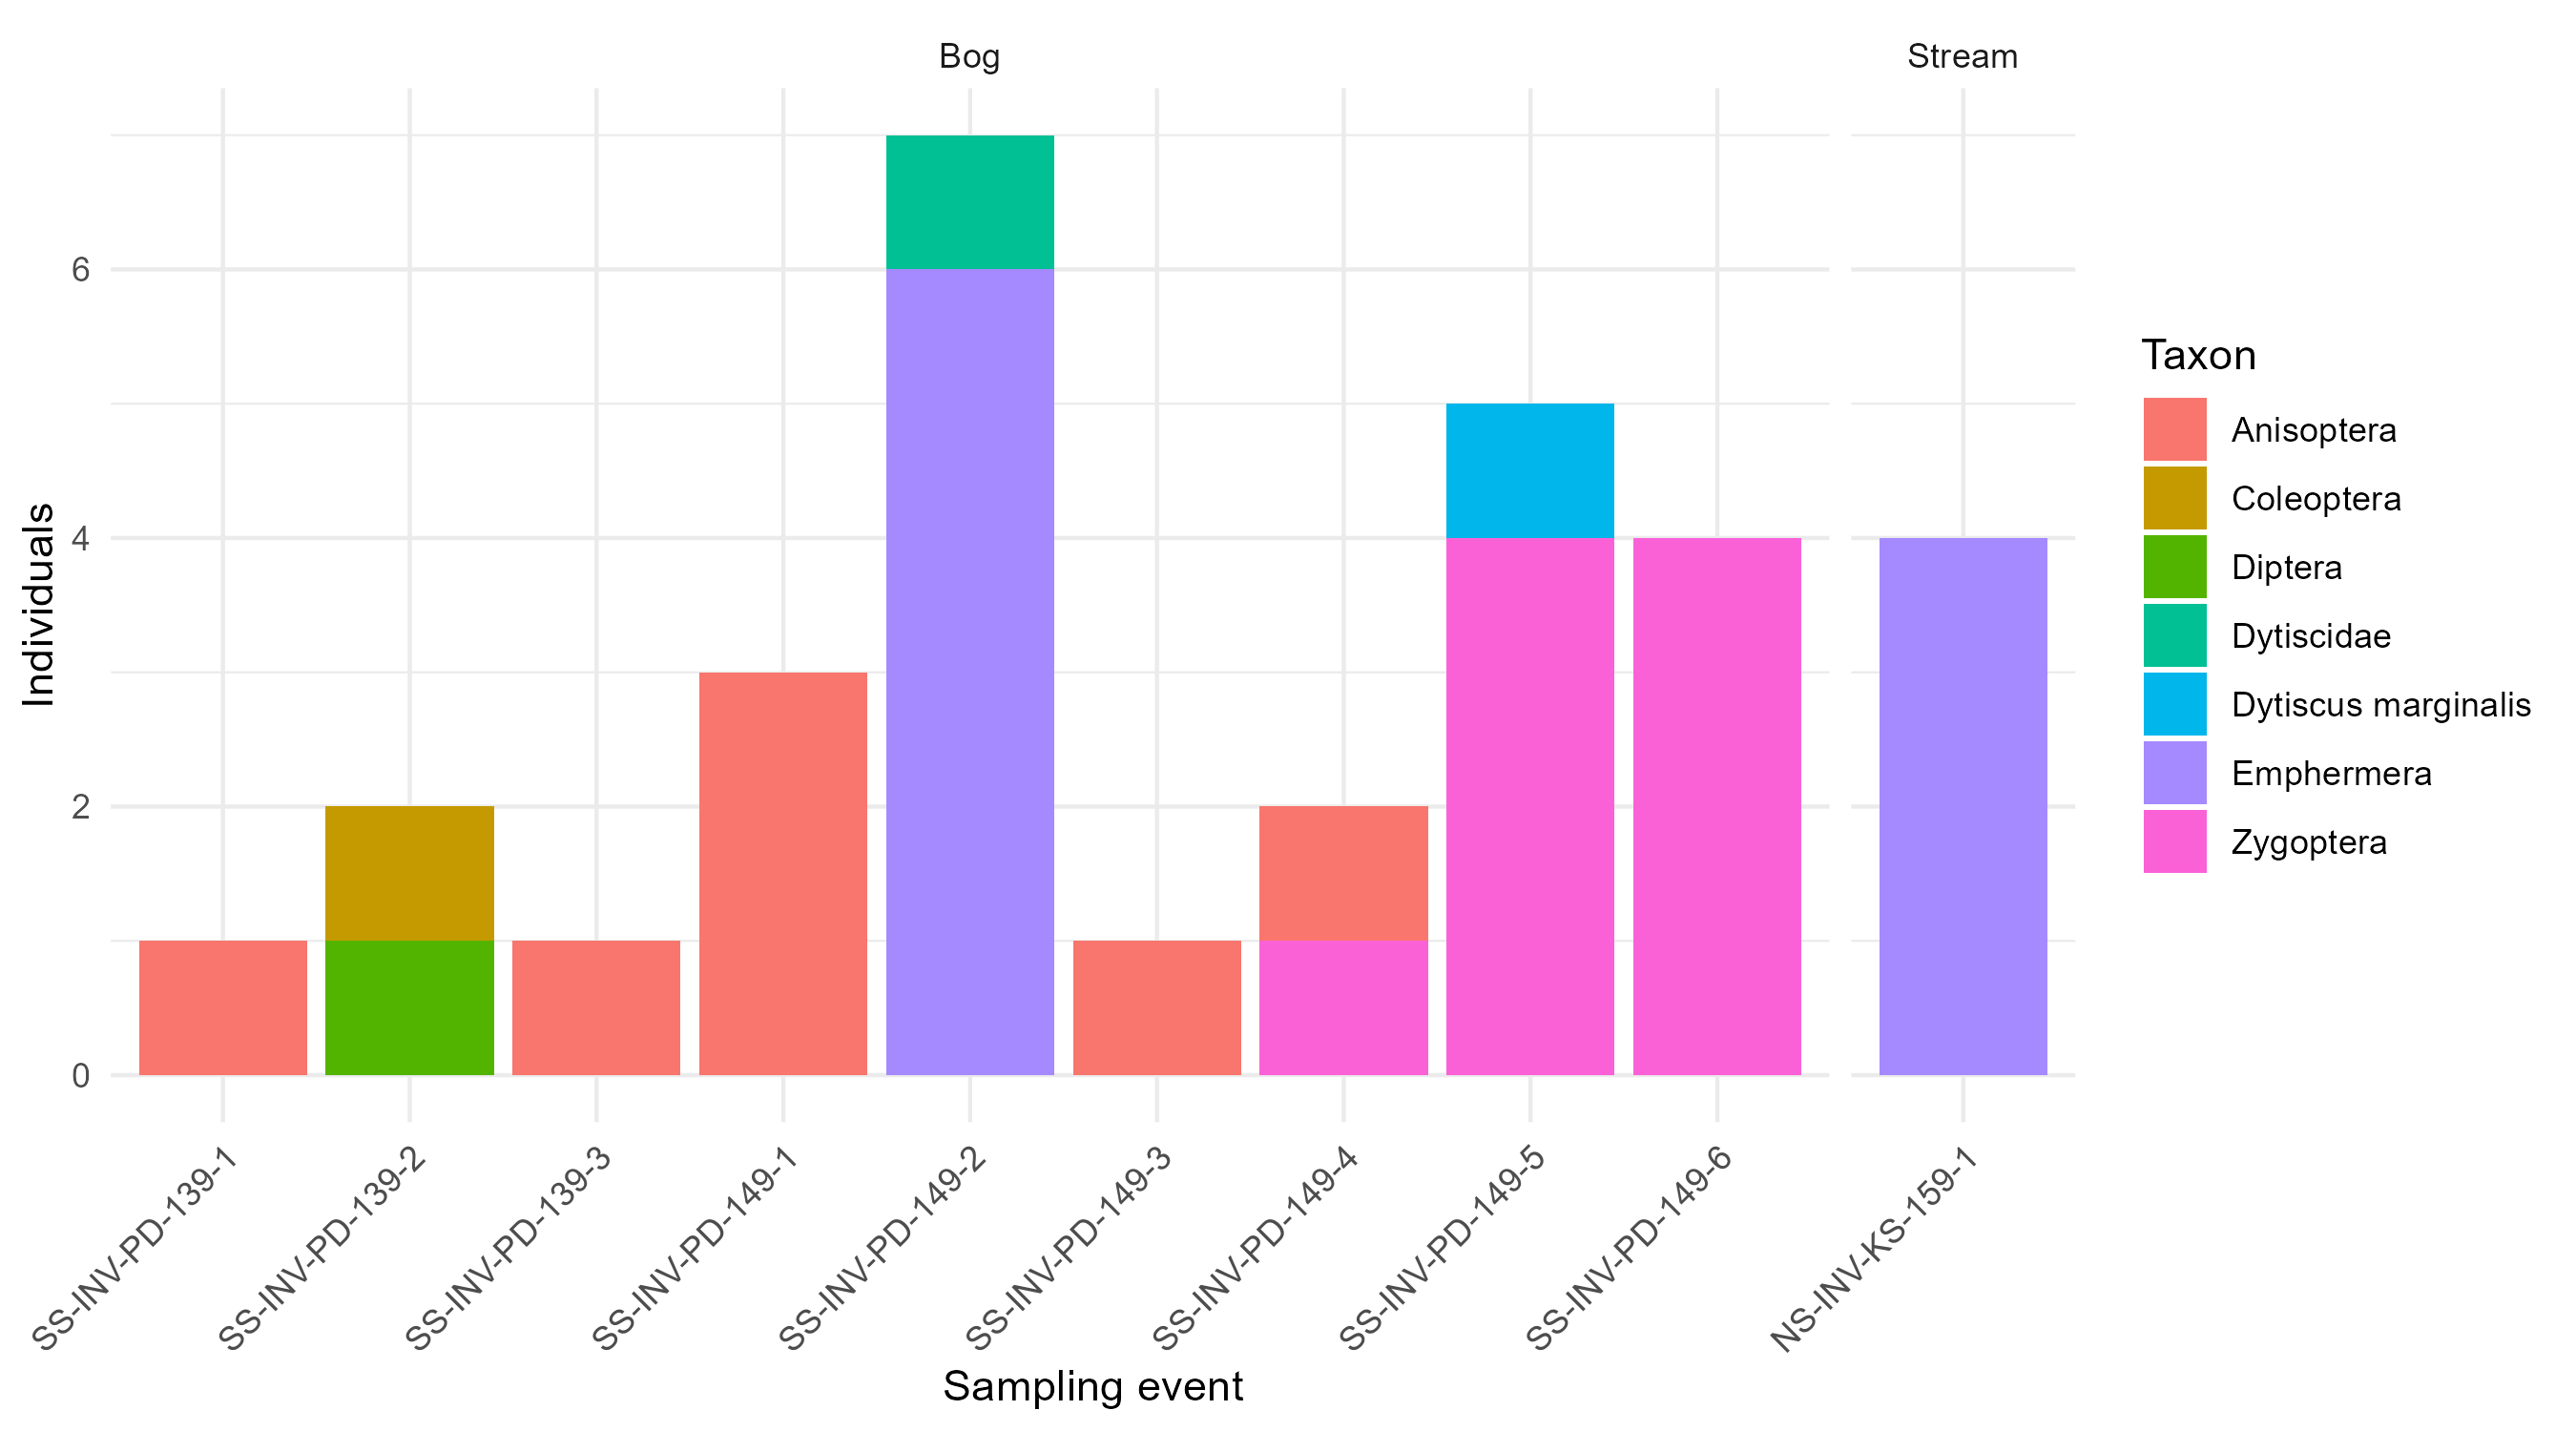 Bog
Stream
Individuals
6
4
2
0
SS-INV-PD-139-1
SS-INV-PD-139-2
SS-INV-PD-139-3
SS-INV-PD-149-1
SS-INV-PD-149-2
SS-INV-PD-149-3
SS-INV-PD-149-4
SS-INV-PD-149-5
SS-INV-PD-149-6
NS-INV-KS-159-1
Sampling event
Taxon
Anisoptera
Coleoptera
Diptera
Dytiscidae
Dytiscus marginalis
Emphermera
Zygoptera